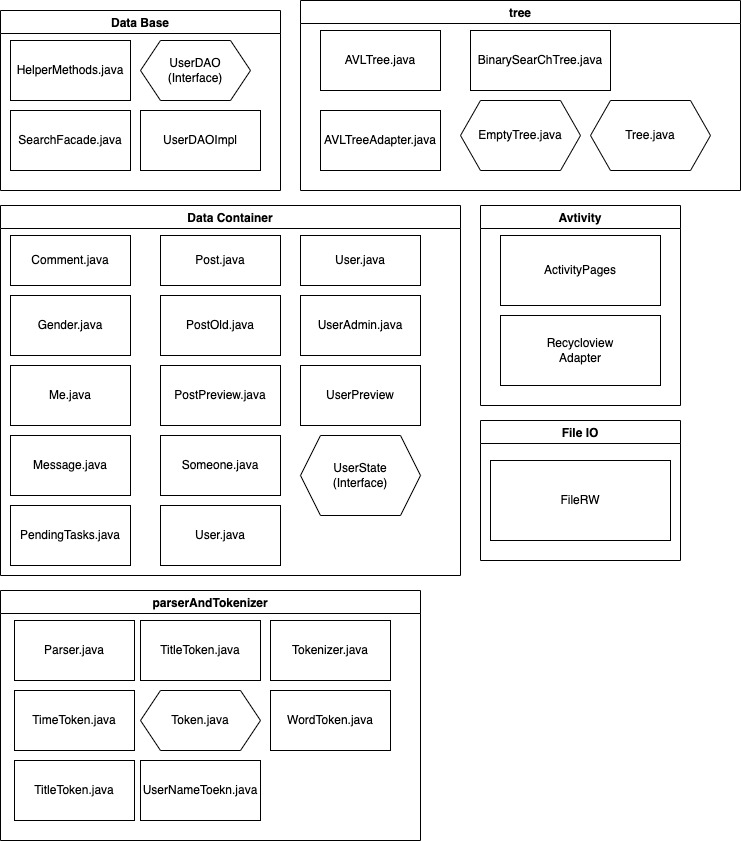 Data Base
HelperMethods.java
UserDAO
(Interface)
SearchFacade.java
UserDAOImpl
tree
AVLTree.java
BinarySearChTree.java
AVLTreeAdapter.java
EmptyTree.java
Tree.java
Data Container
Comment.java
Post.java
User.java
Gender.java
PostOld.java
UserAdmin.java
Me.java
PostPreview.java
UserPreview
Message.java
Someone.java
UserState
(Interface)
PendingTasks.java
User.java
Avtivity
ActivityPages
Recycloview
Adapter
File IO
FileRW
parserAndTokenizer
Parser.java
TitleToken.java
Tokenizer.java
TimeToken.java
Token.java
WordToken.java
TitleToken.java
UserNameToekn.java